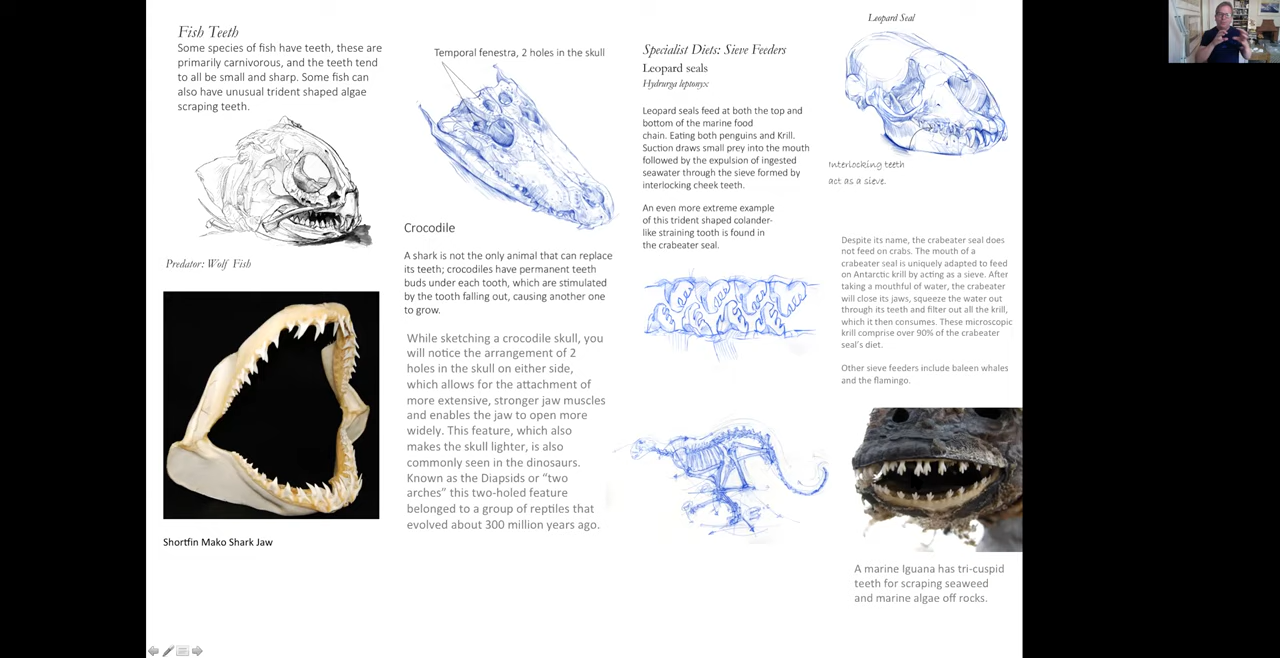 Fish Teeth
Some species of fish have teeth, these are
primarily carnivorous, and the teeth tend
to all be small and sharp. Some fish can
also have unusual trident shaped algae
scraping teeth.
Predator: Wolf Fish
Shortfin Mako Shark Jaw
Temporal fenestra, 2 holes in the skull
Crocodile
A shark is not the only animal that can replace
its teeth; crocodiles have permanent teeth
buds under each tooth, which are stimulated
by the tooth falling out, causing another one
to grow.
While sketching a crocodile skull, you
will notice the arrangement of 2
holes in the skull on either side,
which allows for the attachment of
more extensive, stronger jaw muscles
and enables the jaw to open more
widely. This feature, which also
makes the skull lighter, is also
commonly seen in the dinosaurs.
Known as the Diapsids or “two
arches” this two-holed feature
belonged to a group of reptiles that
evolved about 300 million years ago.
Specialist Diets: Sieve Feeders
Leopard seals
Hydrurga leptonyx
Leopard seals feed at both the top and
bottom of the marine food
chain. Eating both penguins and Krill.
Suction draws small prey into the mouth
followed by the expulsion of ingested
seawater through the sieve formed by
interlocking cheek teeth.
An even more extreme example
of this trident shaped colander-
like straining tooth is found in
the crabeater seal.
Leopard Seal
Interlocking teeth
act as a sieve.
Despite its name, the crabeater seal does
not feed on crabs. The mouth of a
crabeater seal is uniquely adapted to feed
on Antarctic krill by acting as a sieve. After
taking a mouthful of water, the crabeater
will close its jaws, squeeze the water out
through its teeth and filter out all the krill,
which it then consumes. These microscopic
krill comprise over 90% of the crabeater
seal’s diet.
Other sieve feeders include baleen whales
and the flamingo.
A marine Iguana has tri-cuspid
teeth for scraping seaweed
and marine algae off rocks.